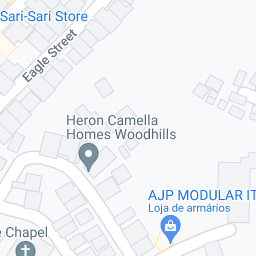 Sari-Sari Store
Eagle Street
Heron Camella
Homes Woodhills
AJP MODULAR IT
Loja de armários
e Chapel